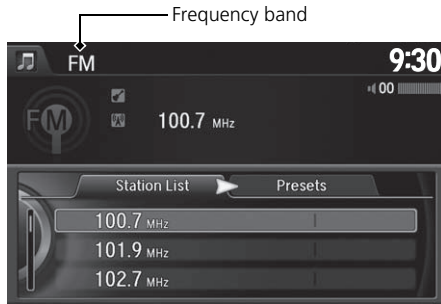 Frequency band
FM 9:30
00
FM 100.7 MHz
Station List Presets
100.7 MHz
101.9 MHz
102.7 MHz